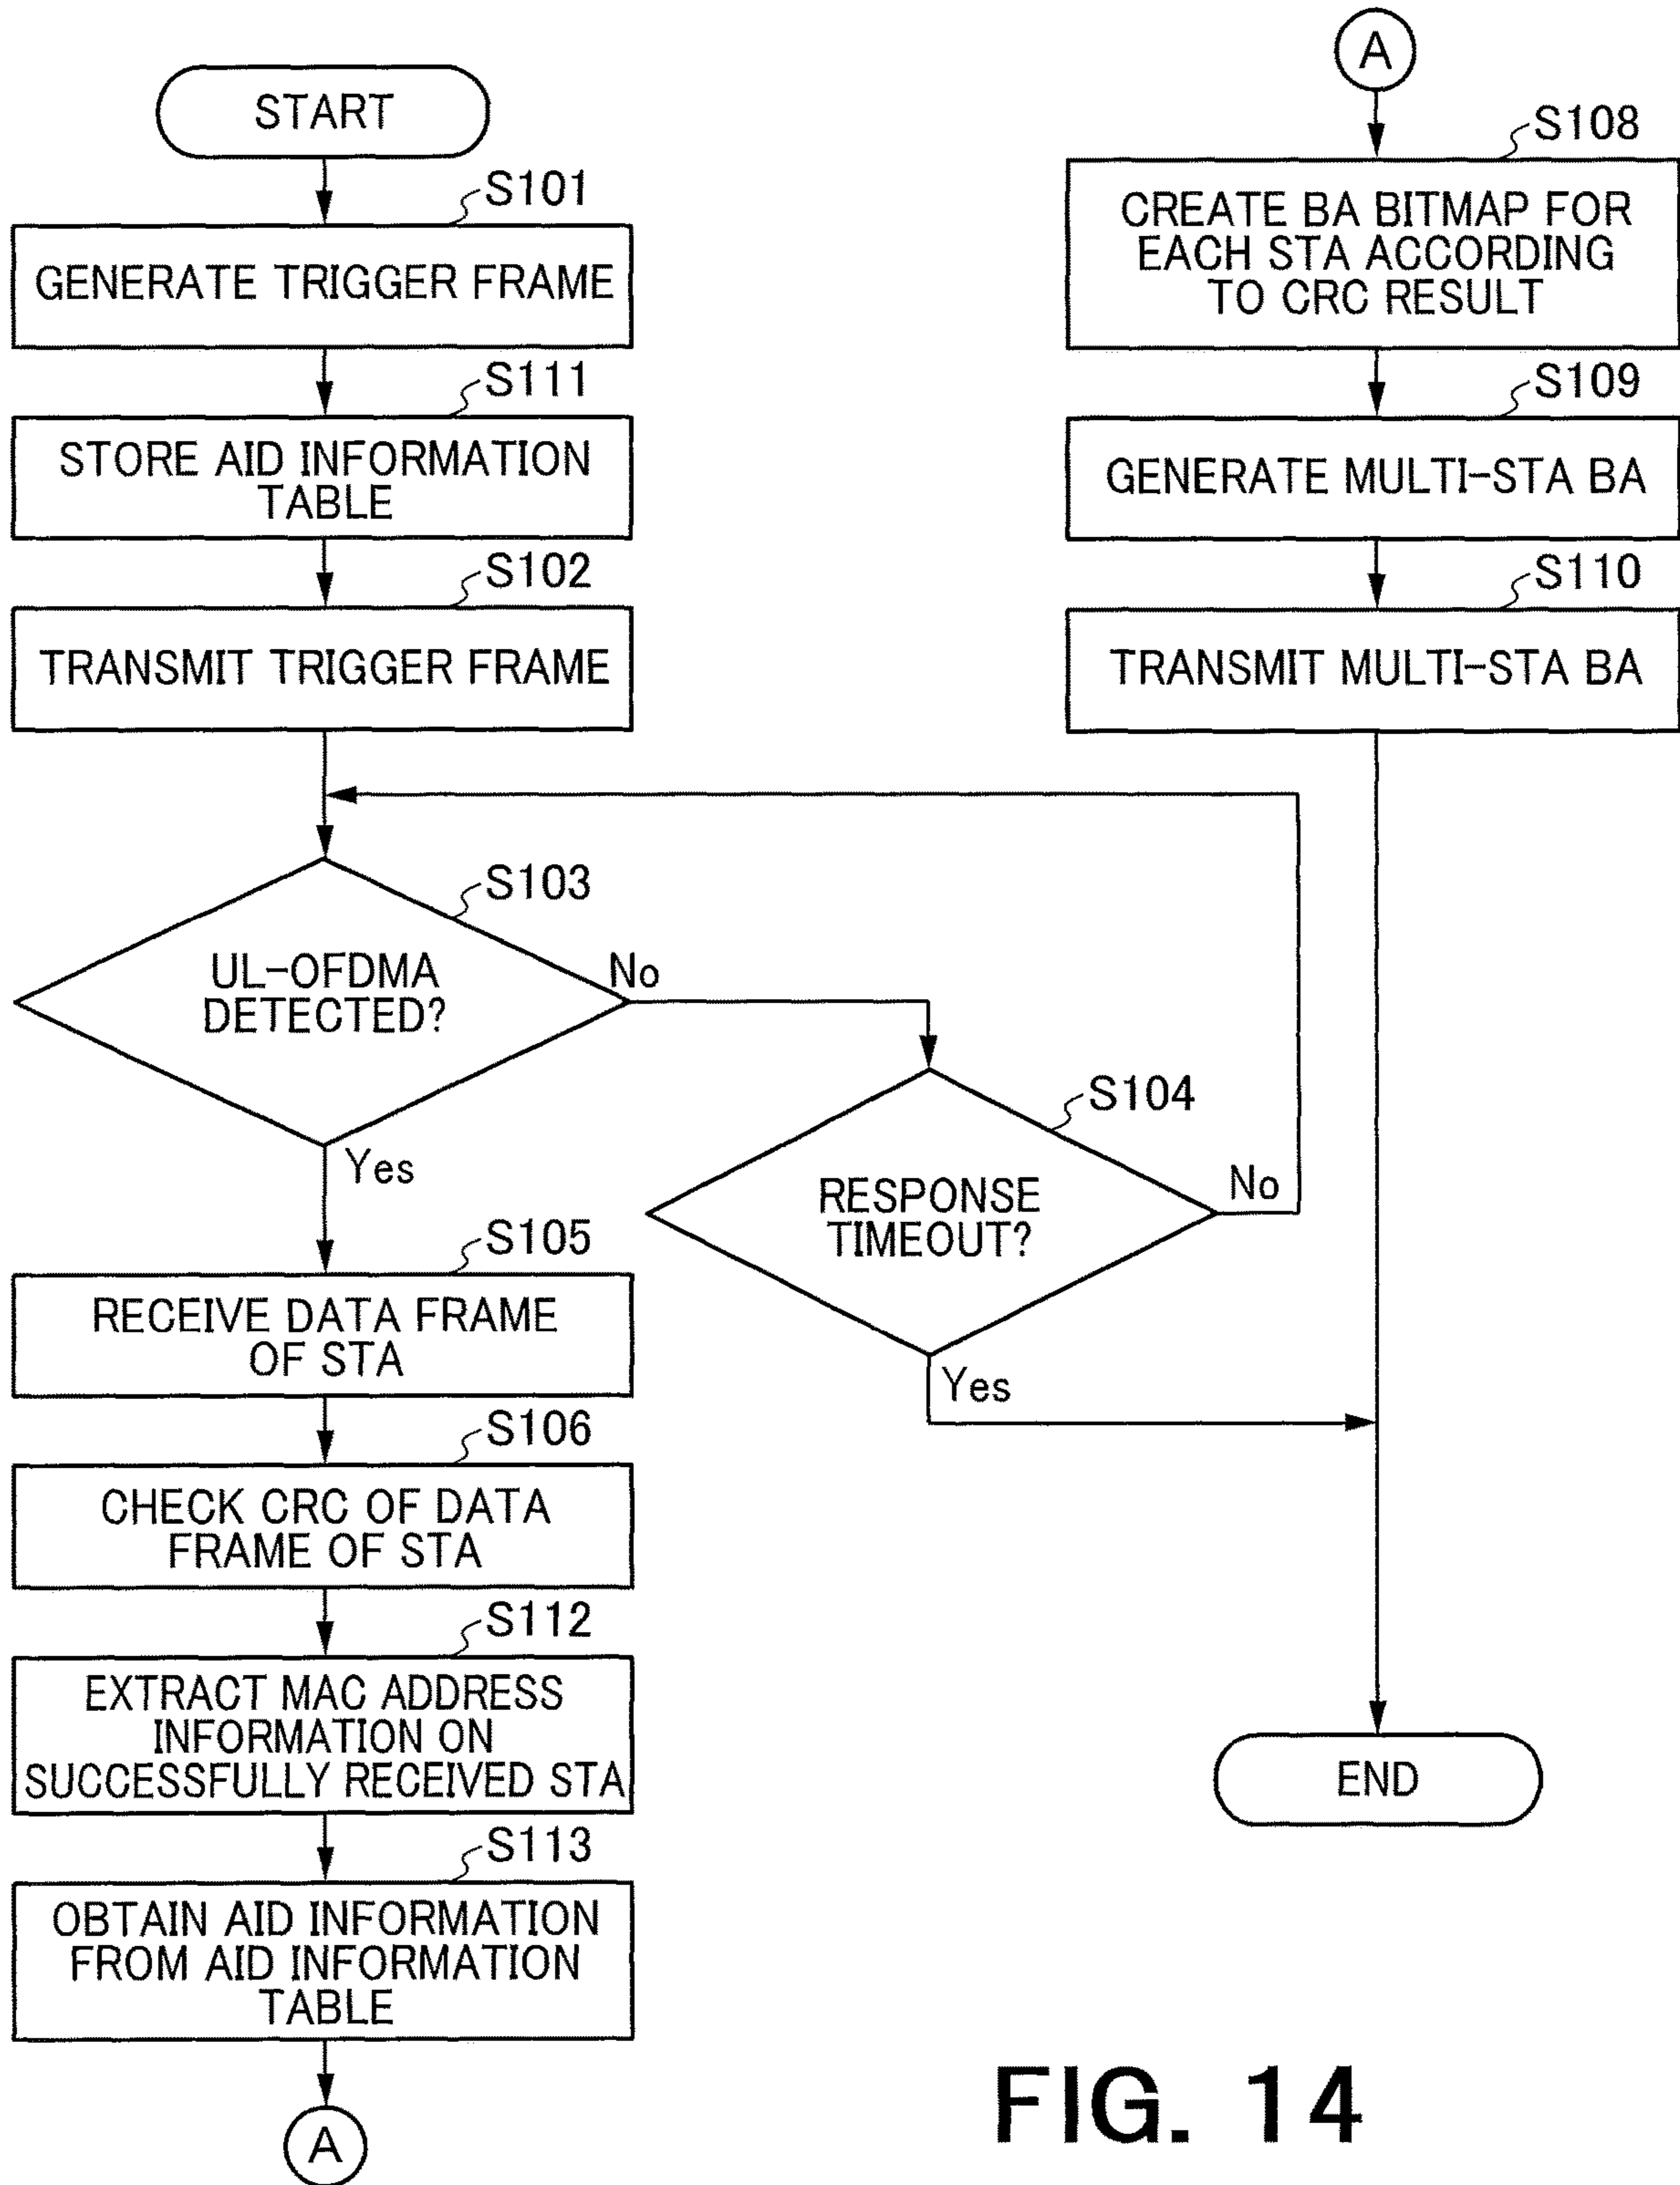 START
S101
GENERATE TRIGGER FRAME
S111
STORE AID INFORMATION
TABLE
S102
TRANSMIT TRIGGER FRAME
S103
UL-OFDMA
DETECTED?
No
Yes
S104
RESPONSE
TIMEOUT?
No
Yes
S105
RECEIVE DATA FRAME
OF STA
S106
CHECK CRC OF DATA
FRAME OF STA
S112
EXTRACT MAC ADDRESS
INFORMATION ON
SUCCESSFULLY RECEIVED STA
S113
OBTAIN AID INFORMATION
FROM AID INFORMATION
TABLE
A
A
S108
CREATE BA BITMAP FOR
EACH STA ACCORDING
TO CRC RESULT
S109
GENERATE MULTI-STA BA
S110
TRANSMIT MULTI-STA BA
END
FIG. 14